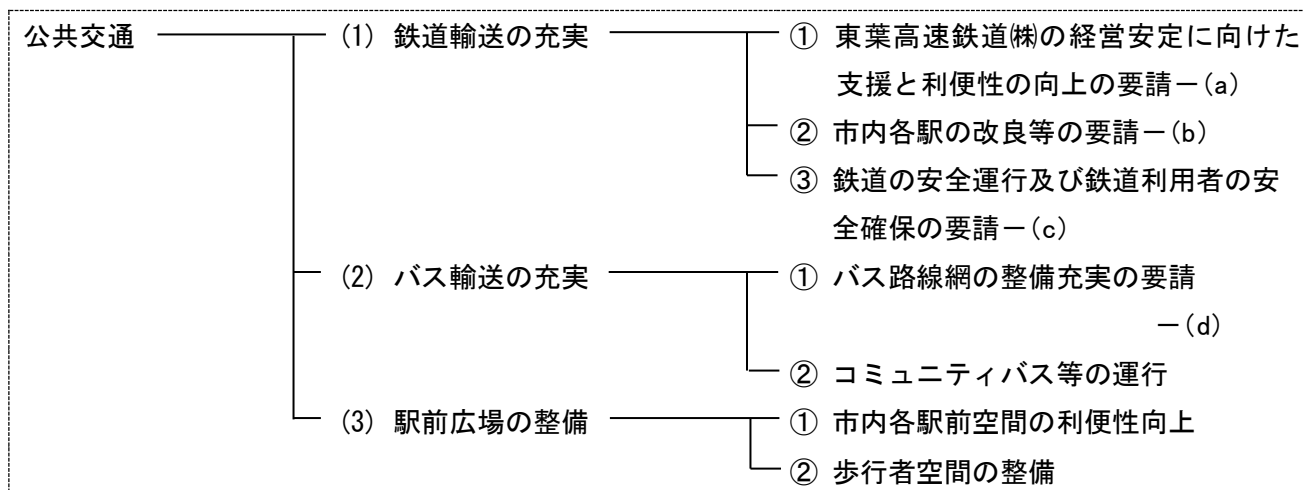 公共交通 (1) 鉄道輸送の充実 ① 東葉高速鉄道㈱の経営安定に向けた
支援と利便性の向上の要請－(a)
② 市内各駅の改良等の要請－(b)
③ 鉄道の安全運行及び鉄道利用者の安
全確保の要請－(c)
(2) バス輸送の充実 ① バス路線網の整備充実の要請
－(d)
② コミュニティバス等の運行
(3) 駅前広場の整備 ① 市内各駅前空間の利便性向上
② 歩行者空間の整備